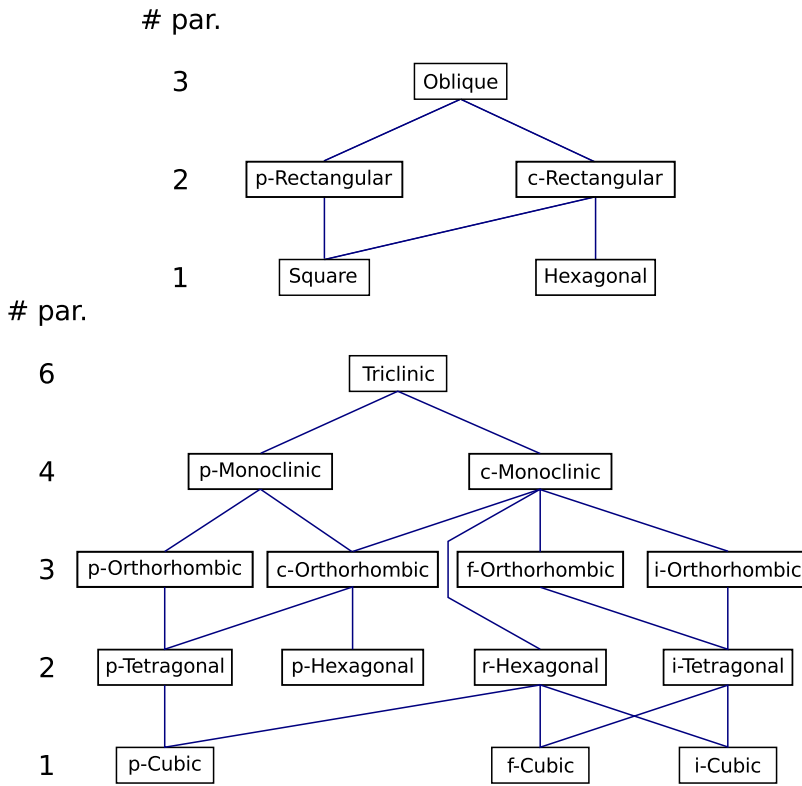 # par.
3 Oblique
2 p-Rectangular c-Rectangular
1 Square Hexagonal
# par.
6 Triclinic
4 p-Monoclinic c-Monoclinic
3 p-Orthorhombic c-Orthorhombic f-Orthorhombic i-Orthorhombic
2 p-Tetragonal p-Hexagonal r-Hexagonal i-Tetragonal
1 p-Cubic f-Cubic i-Cubic